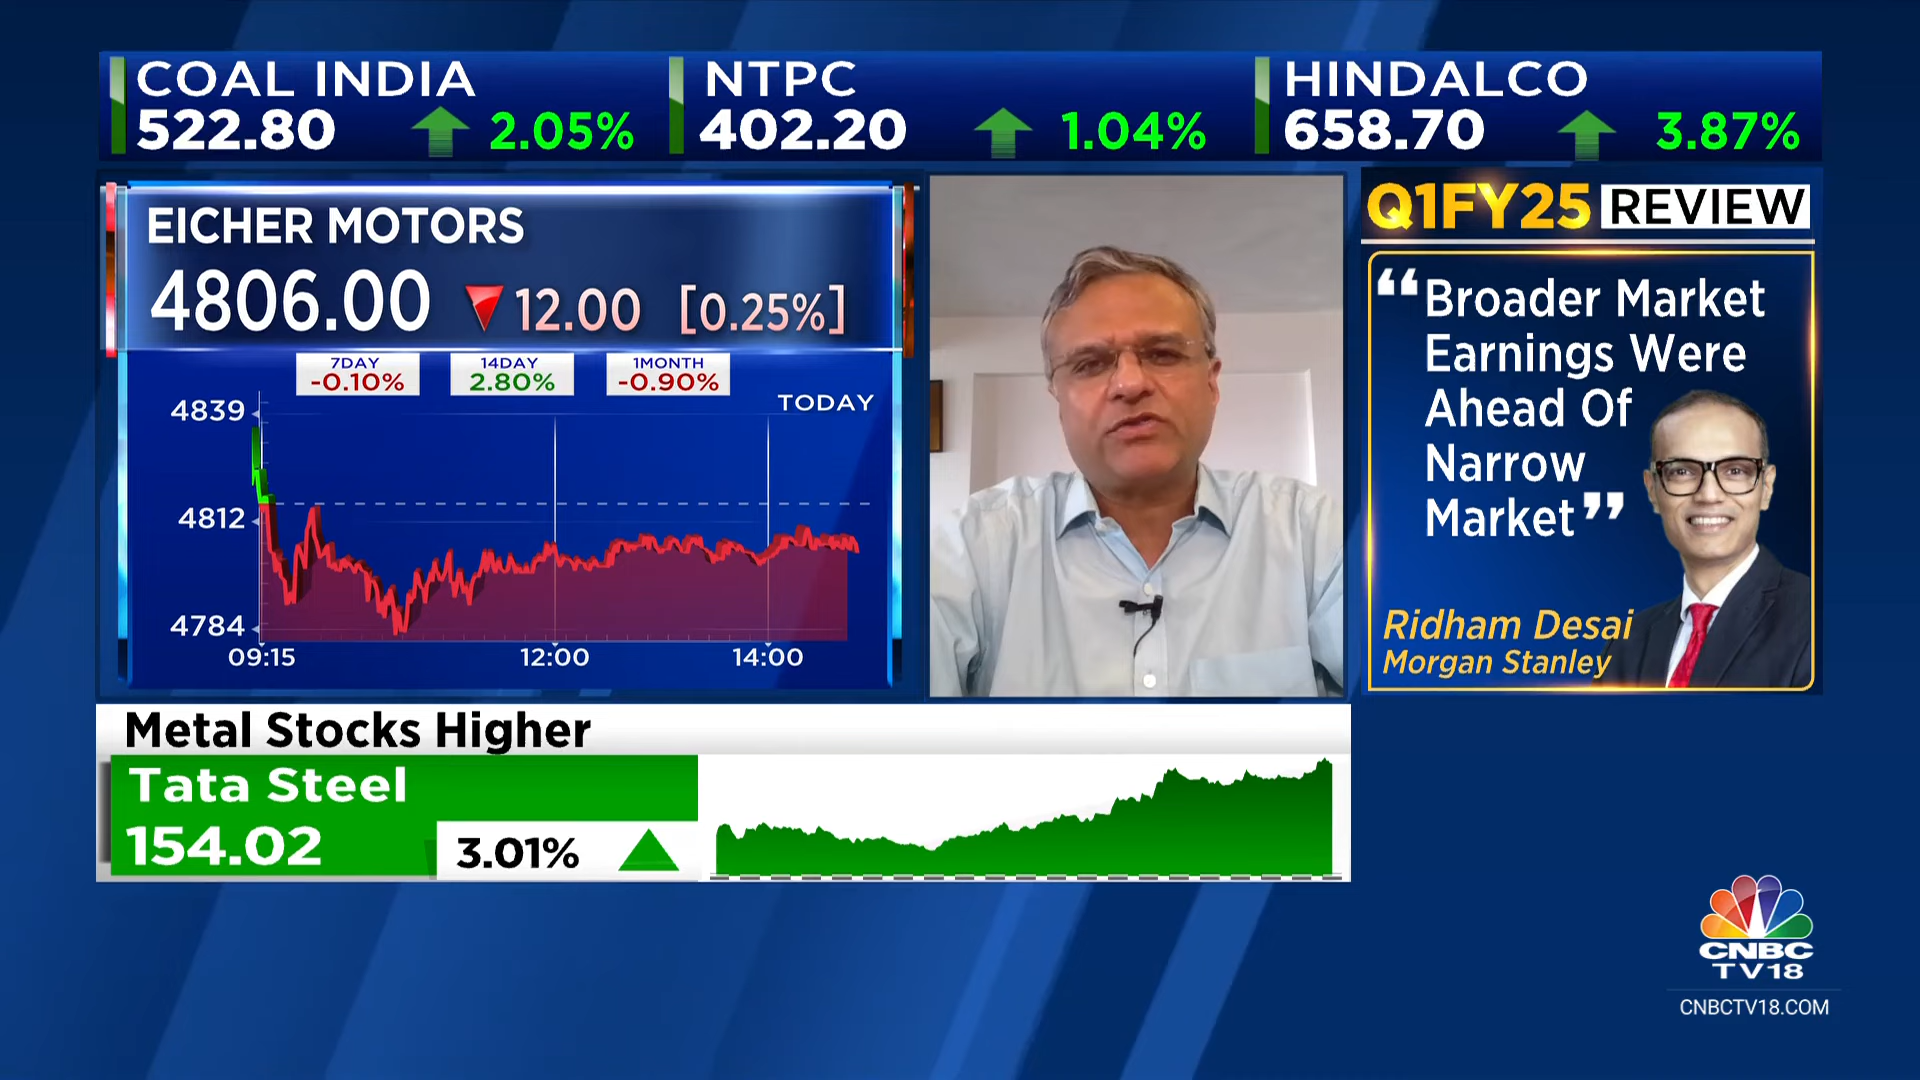 COAL INDIA
522.80 2.05%
NTPC
402.20 1.04%
HINDALCO
658.70 3.87%
EICHER MOTORS
4806.00 12.00 [0.25%]
7DAY
-0.10%
14DAY
2.80%
1MONTH
-0.90%
TODAY
4839
4812
4784
09:15 12:00 14:00
Q1FY25 REVIEW
“Broader Market
Earnings Were
Ahead Of
Narrow
Market”
Ridham Desai
Morgan Stanley
Metal Stocks Higher
Tata Steel
154.02 3.01%
CNBC
TV18
CNBCTV18.COM